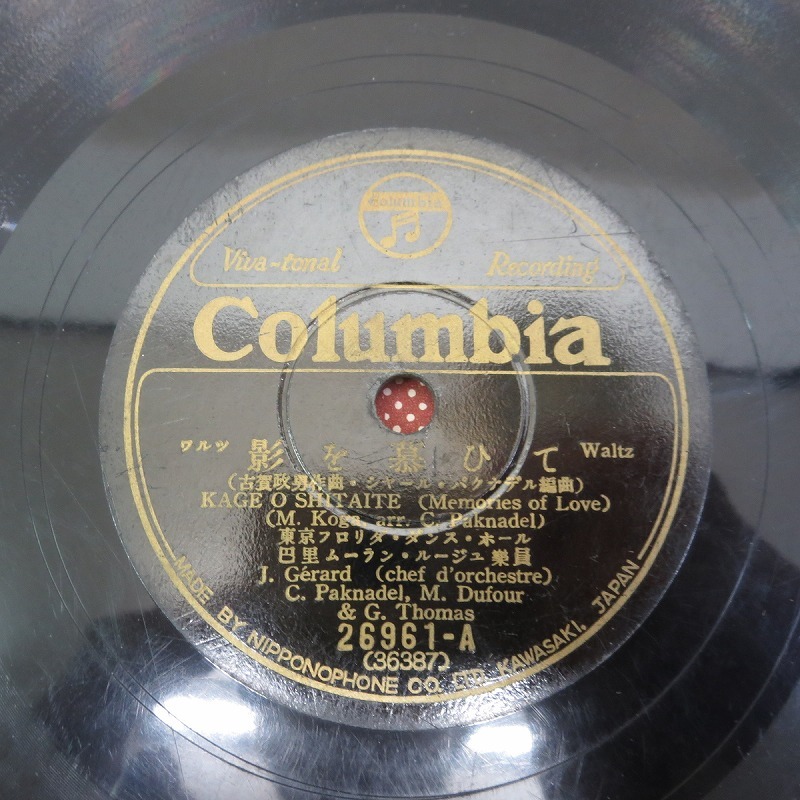 Columbia
Viva-tonal Recording
Columbia
ワルツ 影を慕ひて Waltz
(古賀政男作曲・シャール・パクナデル編曲)
KAGE O SHITAITE (Memories of Love)
(M. Koga, arr. C. Paknadel)
東京フロリダ・ダンス・ホール
巴里ムーラン・ルージュ樂員
J. Gérard (chef d'orchestre)
C. Paknadel, M. Dufour
& G. Thomas
26961-A
(36387)
MADE BY NIPPONOPHONE CO. LTD. KAWASAKI, JAPAN